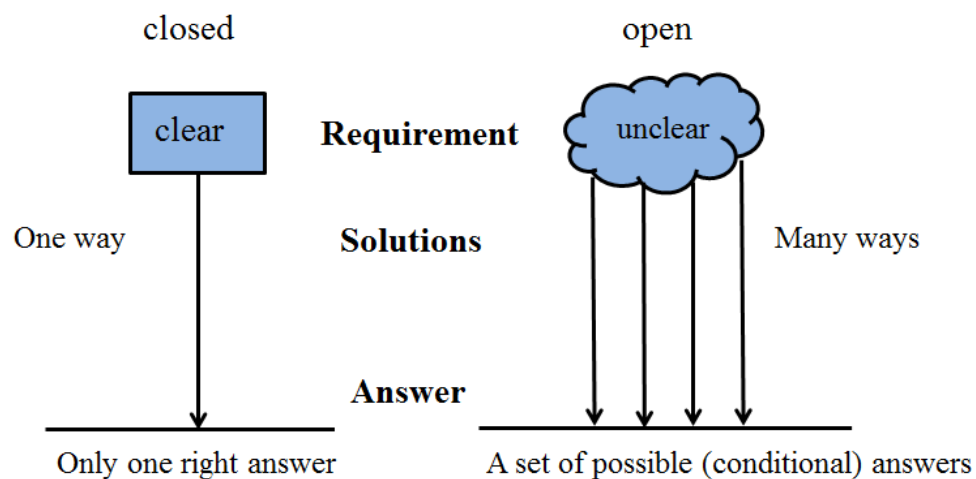 closed
open
clear
Requirement
unclear
One way
Solutions
Many ways
Answer
Only one right answer
A set of possible (conditional) answers